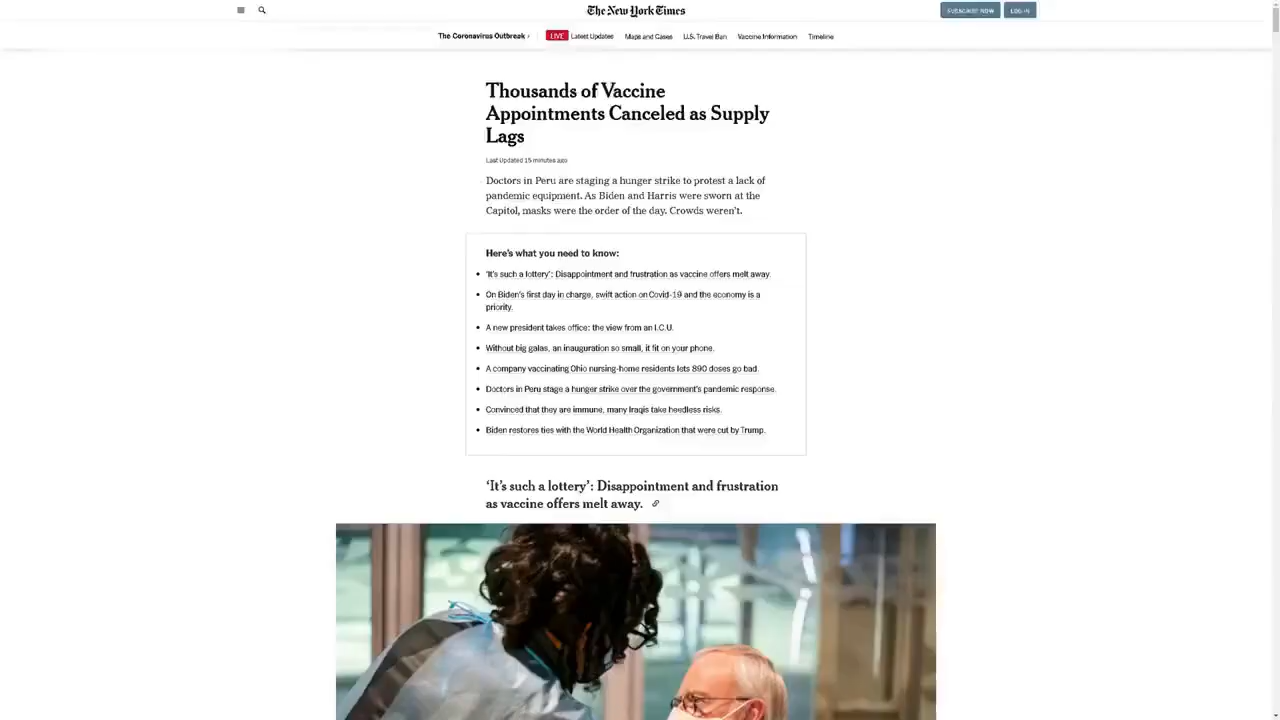 The New York Times
SUBSCRIBE NOW
LOG IN
The Coronavirus Outbreak ›
LIVE
Latest Updates
Maps and Cases
U.S. Travel Ban
Vaccine Information
Timeline
Thousands of Vaccine
Appointments Canceled as Supply
Lags
Last Updated 15 minutes ago
Doctors in Peru are staging a hunger strike to protest a lack of
pandemic equipment. As Biden and Harris were sworn at the
Capitol, masks were the order of the day. Crowds weren’t.
Here’s what you need to know:
‘It’s such a lottery’: Disappointment and frustration as vaccine offers melt away.
On Biden’s first day in charge, swift action on Covid-19 and the economy is a
priority.
A new president takes office: the view from an I.C.U.
Without big galas, an inauguration so small, it fit on your phone.
A company vaccinating Ohio nursing-home residents lets 890 doses go bad.
Doctors in Peru stage a hunger strike over the government’s pandemic response.
Convinced that they are immune, many Iraqis take heedless risks.
Biden restores ties with the World Health Organization that were cut by Trump.
‘It’s such a lottery’: Disappointment and frustration
as vaccine offers melt away.